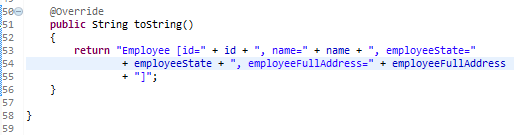 50 @Override
51 public String toString()
52 {
53 return "Employee [id=" + id + ", name=" + name + ", employeeState="
54 + employeeState + ", employeeFullAddress=" + employeeFullAddress
55 + "]";
56 }
57
58 }
59